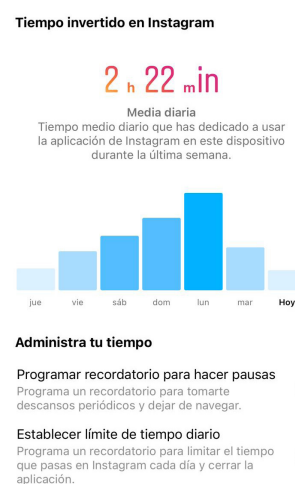 Tiempo invertido en Instagram
2 h 22 min
Media diaria
Tiempo medio diario que has dedicado a usar
la aplicación de Instagram en este dispositivo
durante la última semana.
jue vie sáb dom lun mar Hoy
Administra tu tiempo
Programar recordatorio para hacer pausas
Programa un recordatorio para tomarte
descansos periódicos y dejar de navegar.
Establecer límite de tiempo diario
Programa un recordatorio para limitar el tiempo
que pasas en Instagram cada día y cerrar la
aplicación.